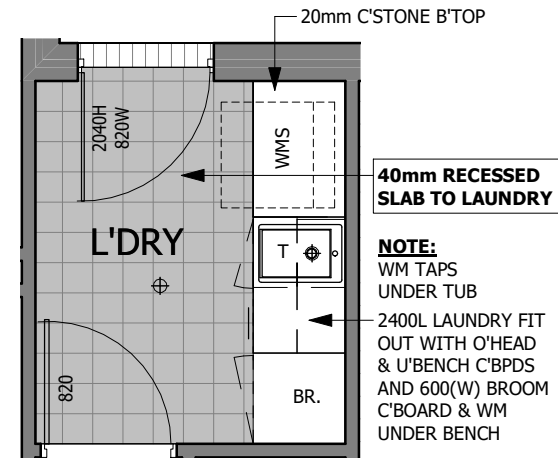 20mm C'STONE B'TOP
2040H
820W
WMS
40mm RECESSED
SLAB TO LAUNDRY
L'DRY
T
NOTE:
WM TAPS
UNDER TUB
2400L LAUNDRY FIT
OUT WITH O'HEAD
& U'BENCH C'BPDS
AND 600(W) BROOM
C'BOARD & WM
UNDER BENCH
820
BR.